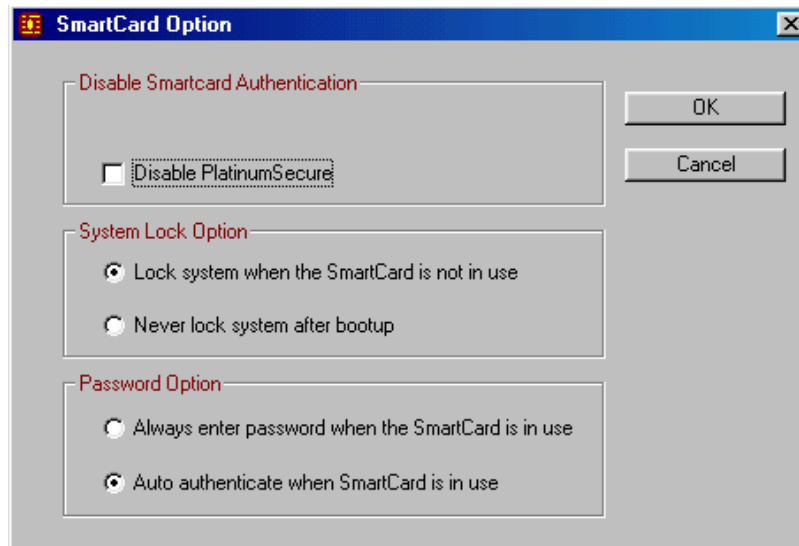 SmartCard Option
Disable Smartcard Authentication
OK
Disable PlatinumSecure
Cancel
System Lock Option
Lock system when the SmartCard is not in use
Never lock system after bootup
Password Option
Always enter password when the SmartCard is in use
Auto authenticate when SmartCard is in use